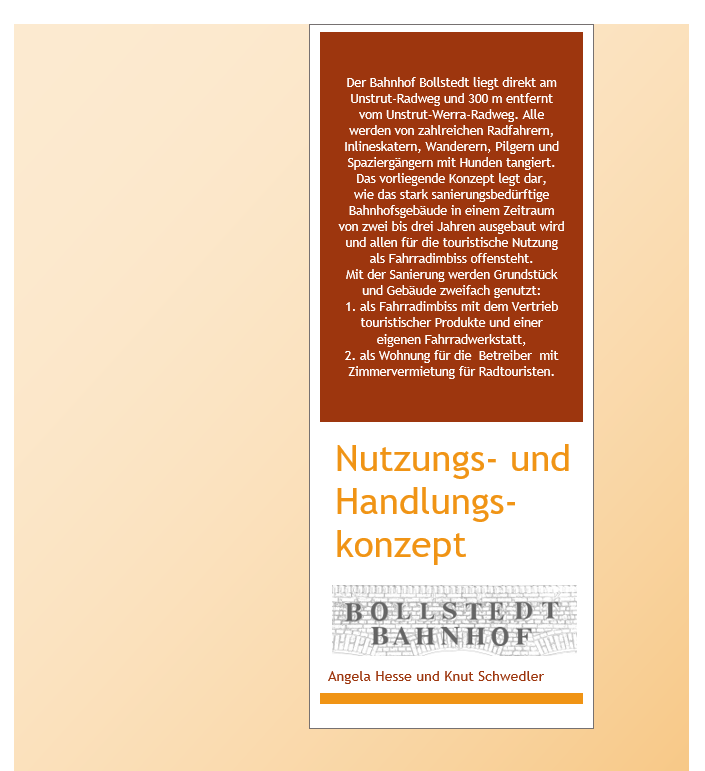 Der Bahnhof Bollstedt liegt direkt am
Unstrut-Radweg und 300 m entfernt
vom Unstrut-Werra-Radweg. Alle
werden von zahlreichen Radfahrern,
Inlineskatern, Wanderern, Pilgern und
Spaziergängern mit Hunden tangiert.
Das vorliegende Konzept legt dar,
wie das stark sanierungsbedürftige
Bahnhofsgebäude in einem Zeitraum
von zwei bis drei Jahren ausgebaut wird
und allen für die touristische Nutzung
als Fahrradimbiss offensteht.
Mit der Sanierung werden Grundstück
und Gebäude zweifach genutzt:
1. als Fahrradimbiss mit dem Vertrieb
touristischer Produkte und einer
eigenen Fahrradwerkstatt,
2. als Wohnung für die Betreiber mit
Zimmervermietung für Radtouristen.
Nutzungs- und
Handlungs-
konzept
BOLLSTEDT
BAHNHOF
Angela Hesse und Knut Schwedler